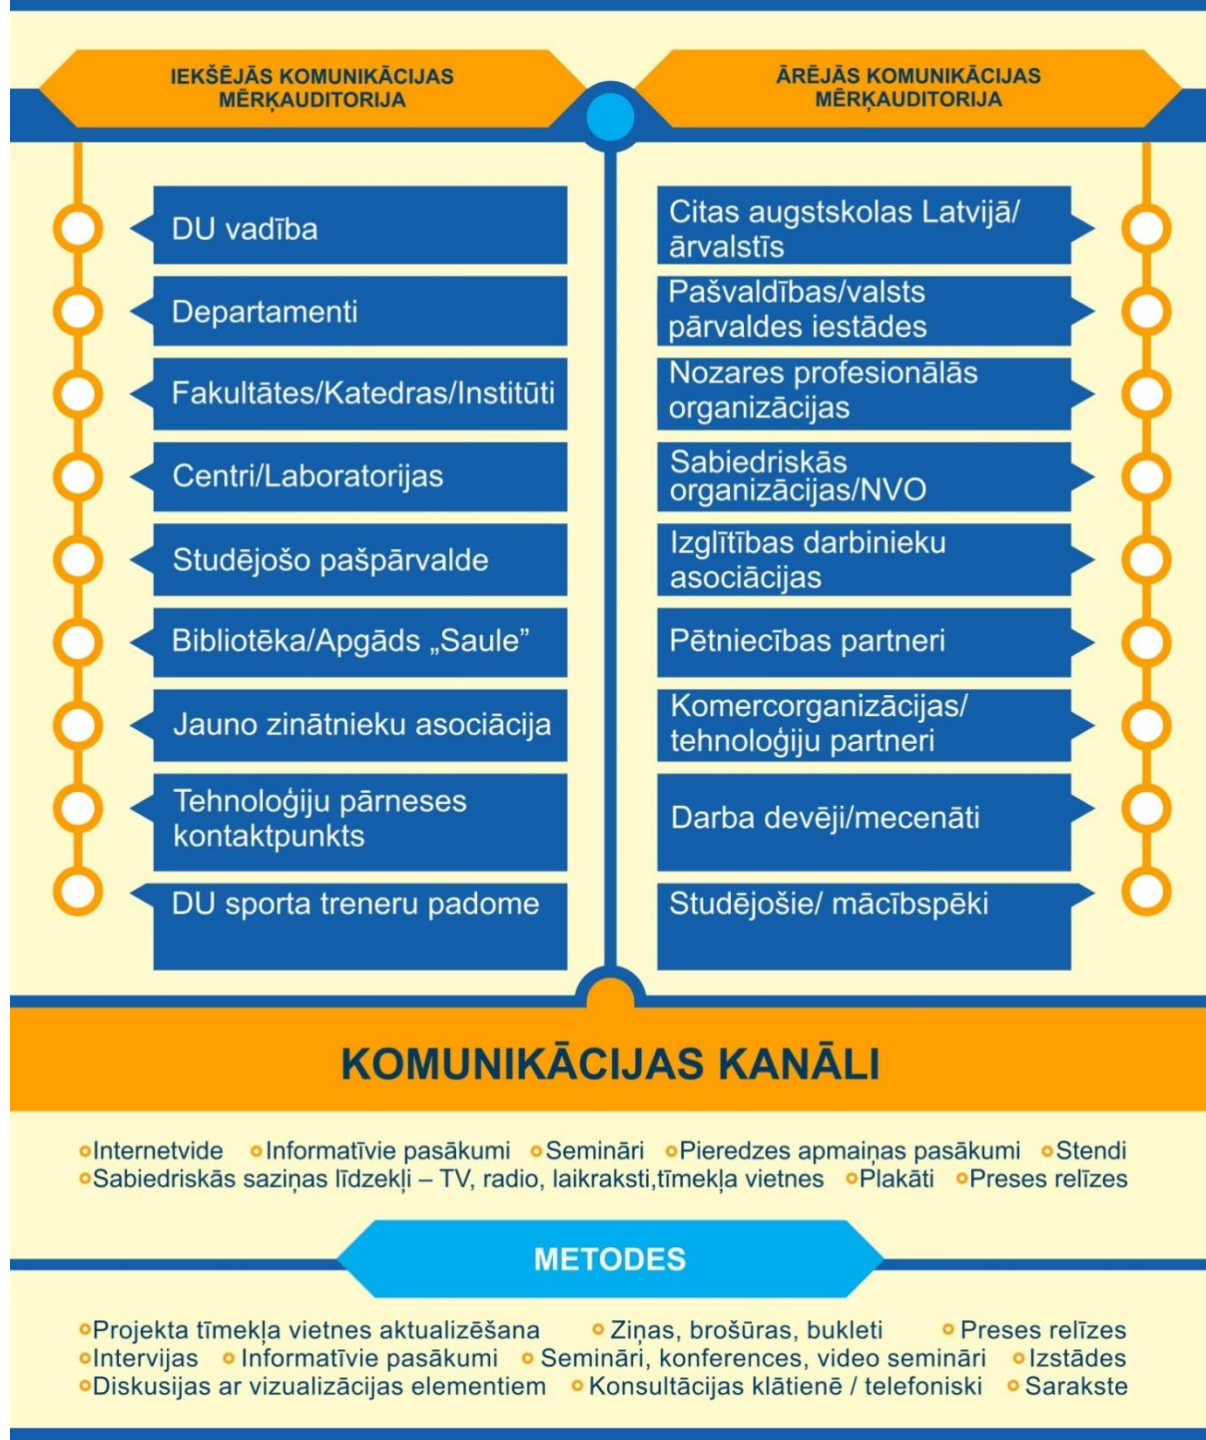 IEKŠĒJĀS KOMUNIKĀCIJAS
MĒRĶAUDITORIJA
DU vadība
Departamenti
Fakultātes/Katedras/Institūti
Centri/Laboratorijas
Studējošo pašpārvalde
Bibliotēka/Apgāds „Saule”
Jauno zinātnieku asociācija
Tehnoloģiju pārneses
kontaktpunkts
DU sporta treneru padome
ĀRĒJĀS KOMUNIKĀCIJAS
MĒRĶAUDITORIJA
Citas augstskolas Latvijā/
ārvalstīs
Pašvaldības/valsts
pārvaldes iestādes
Nozares profesionālās
organizācijas
Sabiedriskās
organizācijas/NVO
Izglītības darbinieku
asociācijas
Pētniecības partneri
Komercorganizācijas/
tehnoloģiju partneri
Darba devēji/mecenāti
Studējošie/ mācībspēki
KOMUNIKĀCIJAS KANĀLI
Internetvide Informatīvie pasākumi Semināri Pieredzes apmaiņas pasākumi Stendi
Sabiedriskās saziņas līdzekļi – TV, radio, laikraksti,tīmekļa vietnes Plakāti Preses relīzes
METODES
Projekta tīmekļa vietnes aktualizēšana Ziņas, brošūras, bukleti Preses relīzes
Intervijas Informatīvie pasākumi Semināri, konferences, video semināri Izstādes
Diskusijas ar vizualizācijas elementiem Konsultācijas klātienē / telefoniski Sarakste